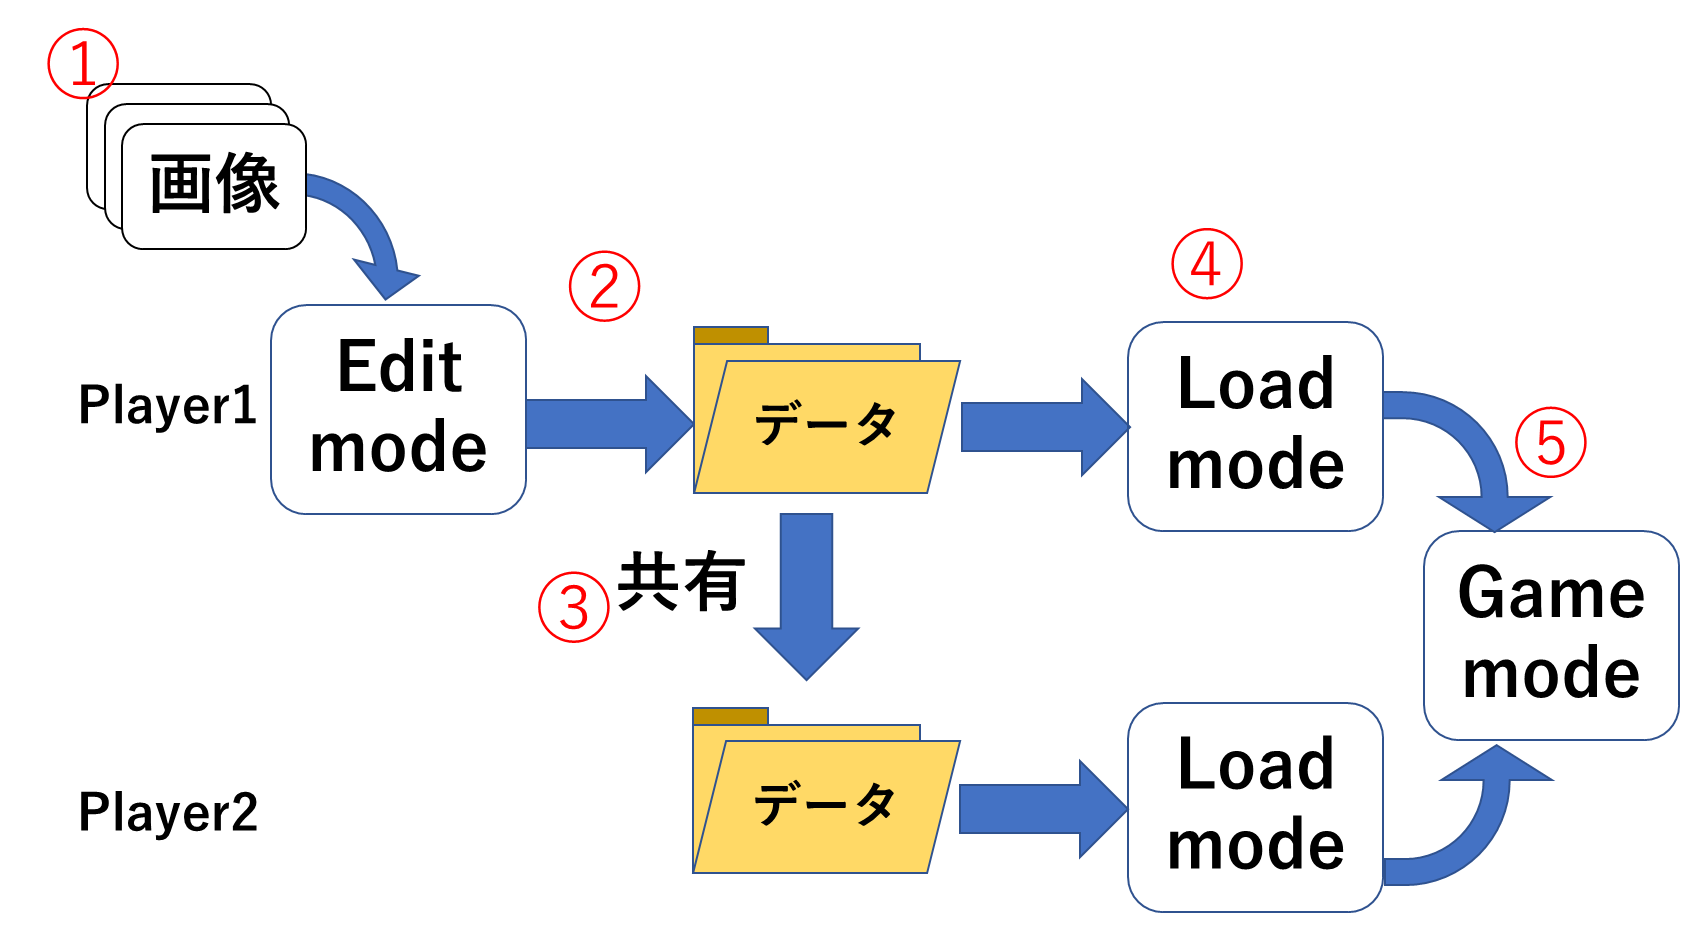 ①
画像
②
④
Player1
Edit
mode
データ
Load
mode
⑤
③
共有
Game
mode
Player2
データ
Load
mode